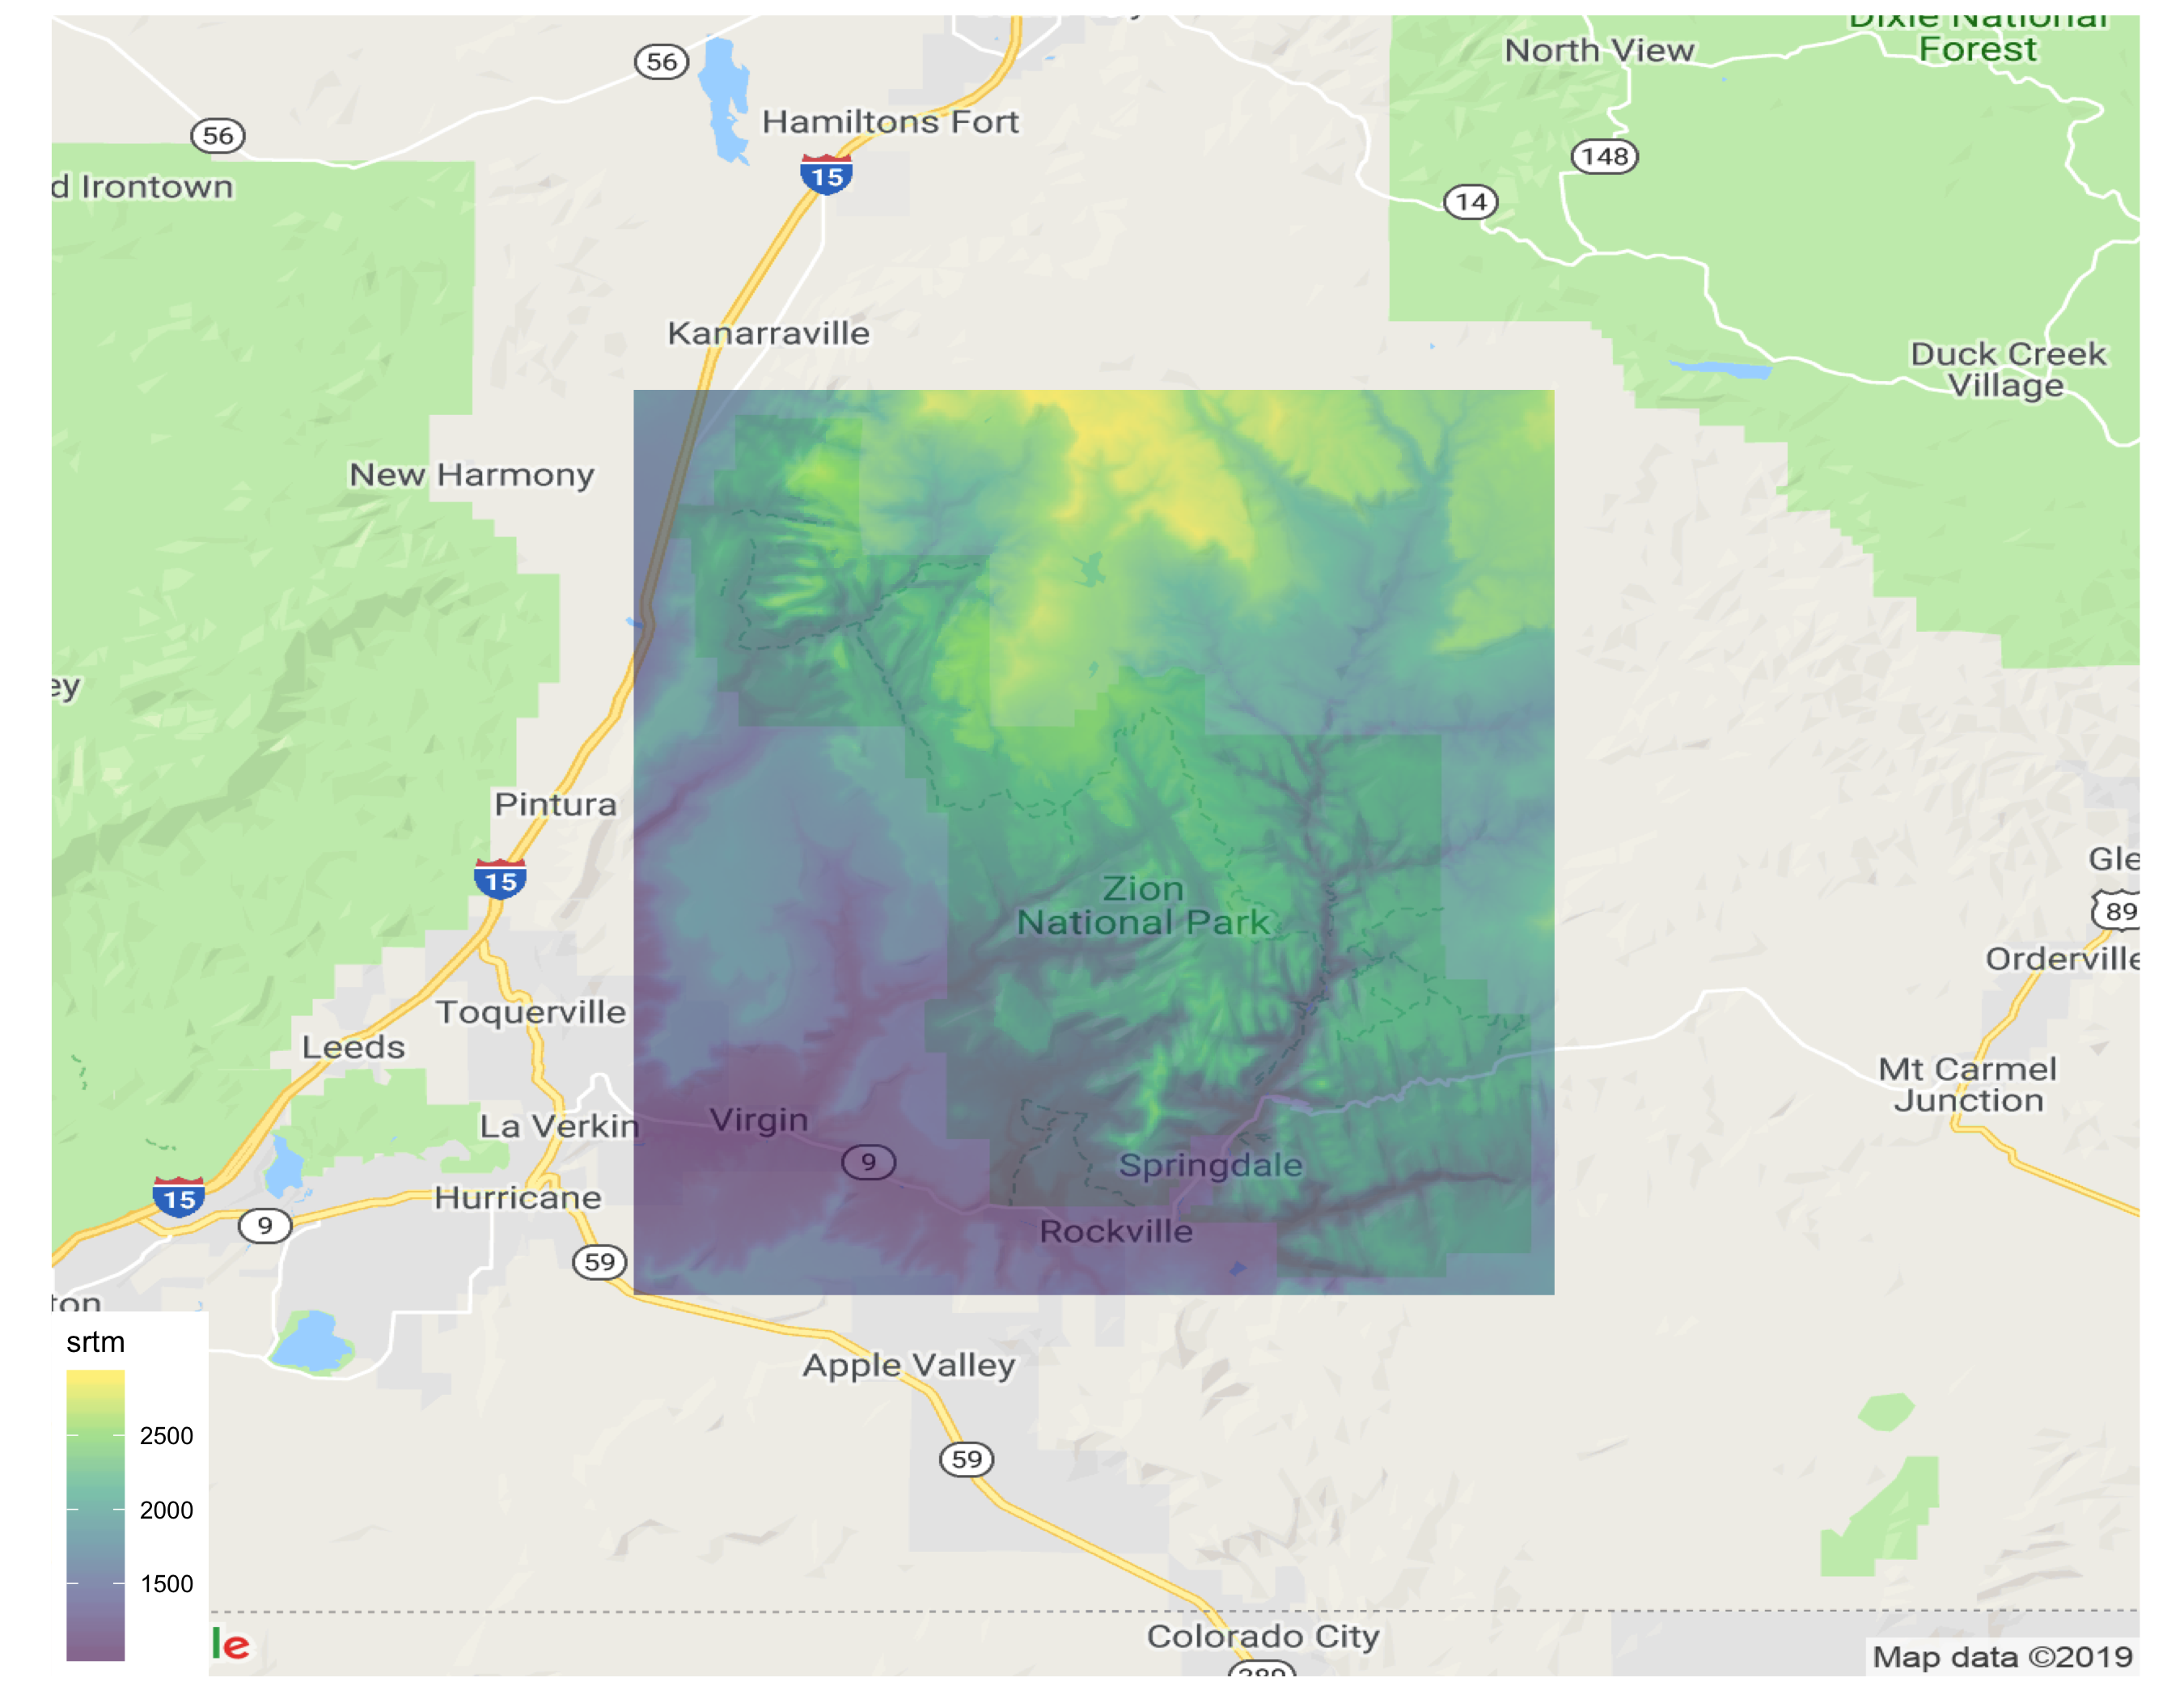 Dixie National
Forest
North View
56
Hamiltons Fort
56
148
15
d Irontown
14
Kanarraville
Duck Creek
Village
New Harmony
ey
Pintura
Gle
15
Zion
National Park
89
Orderville
Toquerville
Leeds
Mt Carmel
Junction
Virgin
La Verkin
9
Springdale
15
Hurricane
9
Rockville
59
ton
srtm
Apple Valley
2500
59
2000
1500
Colorado City
le
Map data ©2019
389